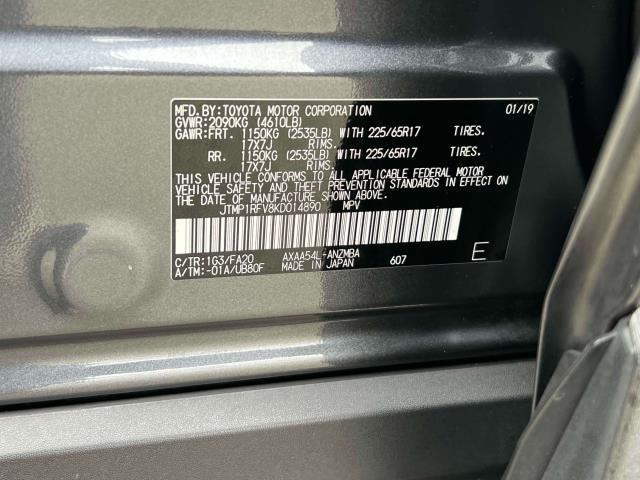 MFD.BY:TOYOTA MOTOR CORPORATION 01/19
GVWR:2090KG (4610LB)
GAWR:FRT. 1150KG (2535LB) WITH 225/65R17 TIRES.
17X7J RIMS.
RR. 1150KG (2535LB) WITH 225/65R17 TIRES.
17X7J RIMS.
THIS VEHICLE CONFORMS TO ALL APPLICABLE FEDERAL MOTOR
VEHICLE SAFETY AND THEFT PREVENTION STANDARDS IN EFFECT ON
THE DATE OF MANUFACTURE SHOWN ABOVE.
JTMP1RFV8KD014890 MPV
C/TR:1G3/FA20 AXAA54L-ANZMBA
A/TM:-01A/UB80F MADE IN JAPAN 607 E